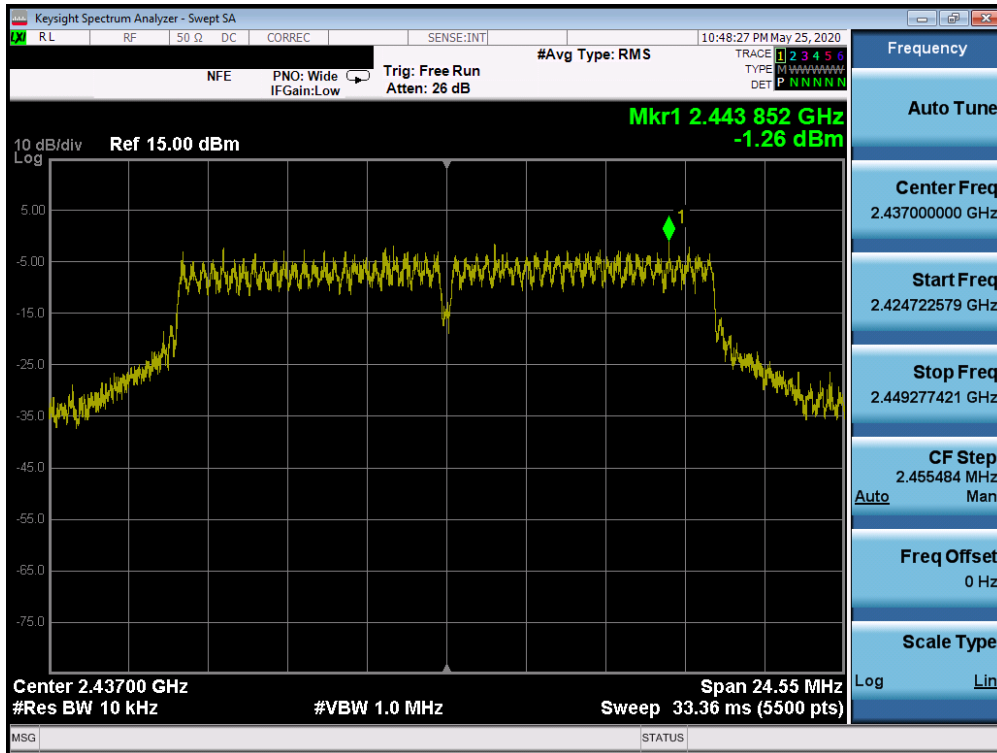 Keysight Spectrum Analyzer - Swept SA
LXI RL RF 50 Ω DC CORREC SENSE:INT 10:48:27 PM May 25, 2020
NFE PNO: Wide Trig: Free Run #Avg Type: RMS TRACE 1 2 3 4 5 6
IFGain:Low Atten: 26 dB TYPE M WWWWW
DET P N N N N N
Mkr1 2.443 852 GHz
-1.26 dBm
10 dB/div Ref 15.00 dBm
Log
1
5.00
-5.00
-15.0
-25.0
-35.0
-45.0
-55.0
-65.0
-75.0
Center 2.43700 GHz Span 24.55 MHz
#Res BW 10 kHz #VBW 1.0 MHz Sweep 33.36 ms (5500 pts)
MSG STATUS
Frequency
Auto Tune
Center Freq
2.437000000 GHz
Start Freq
2.424722579 GHz
Stop Freq
2.449277421 GHz
CF Step
2.455484 MHz
Auto Man
Freq Offset
0 Hz
Scale Type
Log Lin